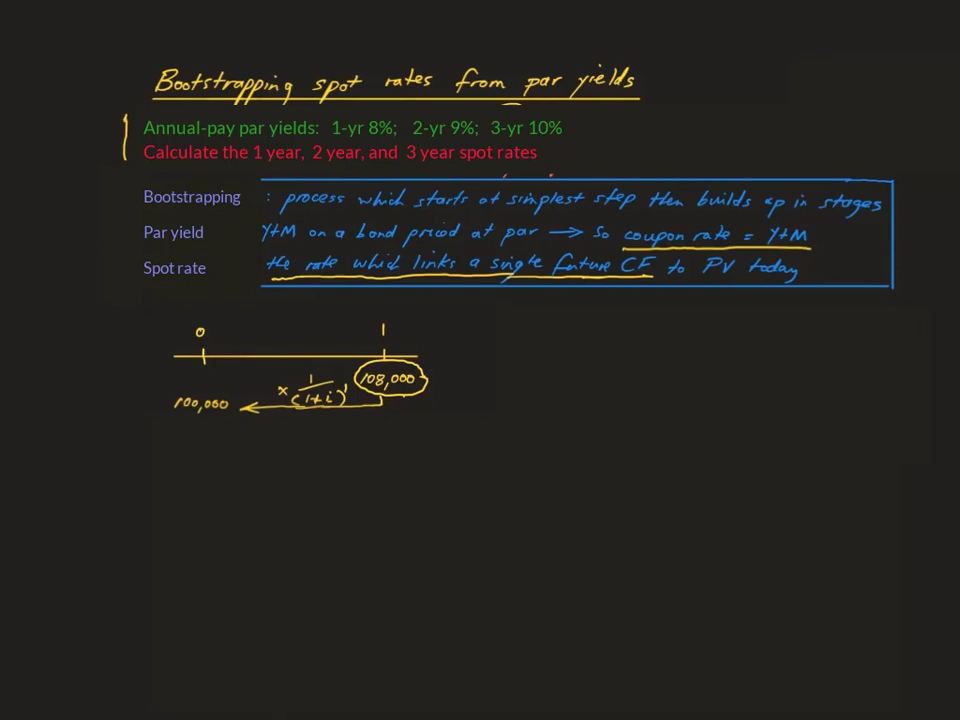 Bootstrapping spot rates from par yields
Annual-pay par yields: 1-yr 8%; 2-yr 9%; 3-yr 10%
Calculate the 1 year, 2 year, and 3 year spot rates
Bootstrapping : process which starts at simplest step then builds up in stages
Par yield YtM on a bond priced at par → So coupon rate = YtM
Spot rate the rate which links a single future CF to PV today
0 1
108,000
100,000 × 1/(1+i)¹